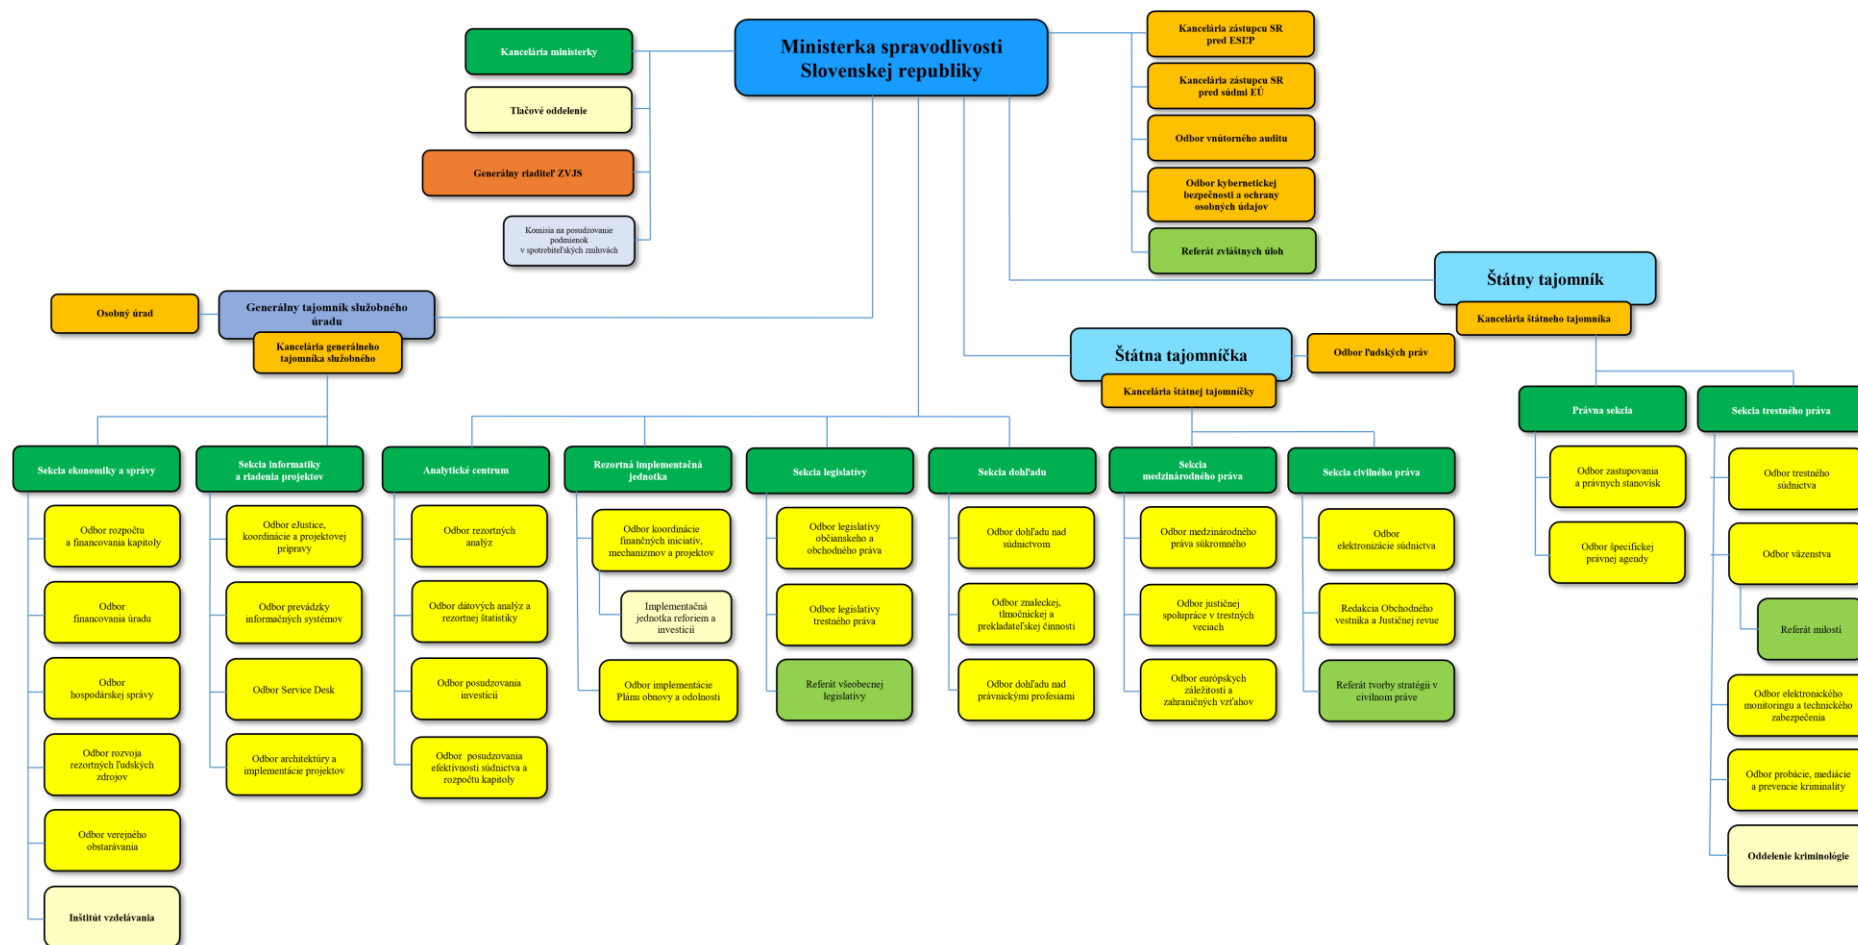 Ministerka spravodlivosti
Slovenskej republiky
Kancelária ministerky
Tlačové oddelenie
Generálny riaditeľ ZVJS
Komisia na posudzovanie
podmienok
v spotrebiteľských zmluvách
Kancelária zástupcu SR
pred ESĽP
Kancelária zástupcu SR
pred súdmi EÚ
Odbor vnútorného auditu
Odbor kybernetickej
bezpečnosti a ochrany
osobných údajov
Referát zvláštnych úloh
Štátny tajomník
Kancelária štátneho tajomníka
Osobný úrad
Generálny tajomník služobného
úradu
Kancelária generálneho
tajomníka služobného
Štátna tajomníčka
Kancelária štátnej tajomníčky
Odbor ľudských práv
Právna sekcia
Odbor zastupovania
a právnych stanovísk
Odbor špecifickej
právnej agendy
Sekcia trestného práva
Odbor trestného
súdnictva
Odbor väzenstva
Referát milostí
Odbor elektronického
monitoringu a technického
zabezpečenia
Odbor probácie, mediácie
a prevencie kriminality
Oddelenie kriminológie
Sekcia ekonomiky a správy
Odbor rozpočtu
a financovania kapitoly
Odbor
financovania úradu
Odbor
hospodárskej správy
Odbor rozvoja
rezortných ľudských
zdrojov
Odbor verejného
obstarávania
Inštitút vzdelávania
Sekcia informatiky
a riadenia projektov
Odbor eJustice,
koordinácie a projektovej
prípravy
Odbor prevádzky
informačných systémov
Odbor Service Desk
Odbor architektúry a
implementácie projektov
Analytické centrum
Odbor rezortných
analýz
Odbor dátových analýz a
rezortnej štatistiky
Odbor posudzovania
investícií
Odbor  posudzovania
efektívnosti súdnictva a
rozpočtu kapitoly
Rezortná implementačná
jednotka
Odbor koordinácie
finančných iniciatív,
mechanizmov a projektov
Implementačná
jednotka reforiem a
investícií
Odbor implementácie
Plánu obnovy a odolnosti
Sekcia legislatívy
Odbor legislatívy
občianskeho a
obchodného práva
Odbor legislatívy
trestného práva
Referát všeobecnej
legislatívy
Sekcia dohľadu
Odbor dohľadu nad
súdnictvom
Odbor znaleckej,
tlmočníckej a
prekladateľskej činnosti
Odbor dohľadu nad
právnickými profesiami
Sekcia
medzinárodného práva
Odbor medzinárodného
práva súkromného
Odbor justičnej
spolupráce v trestných
veciach
Odbor európskych
záležitostí a
zahraničných vzťahov
Sekcia civilného práva
Odbor
elektronizácie súdnictva
Redakcia Obchodného
vestníka a Justičnej revue
Referát tvorby stratégií v
civilnom práve